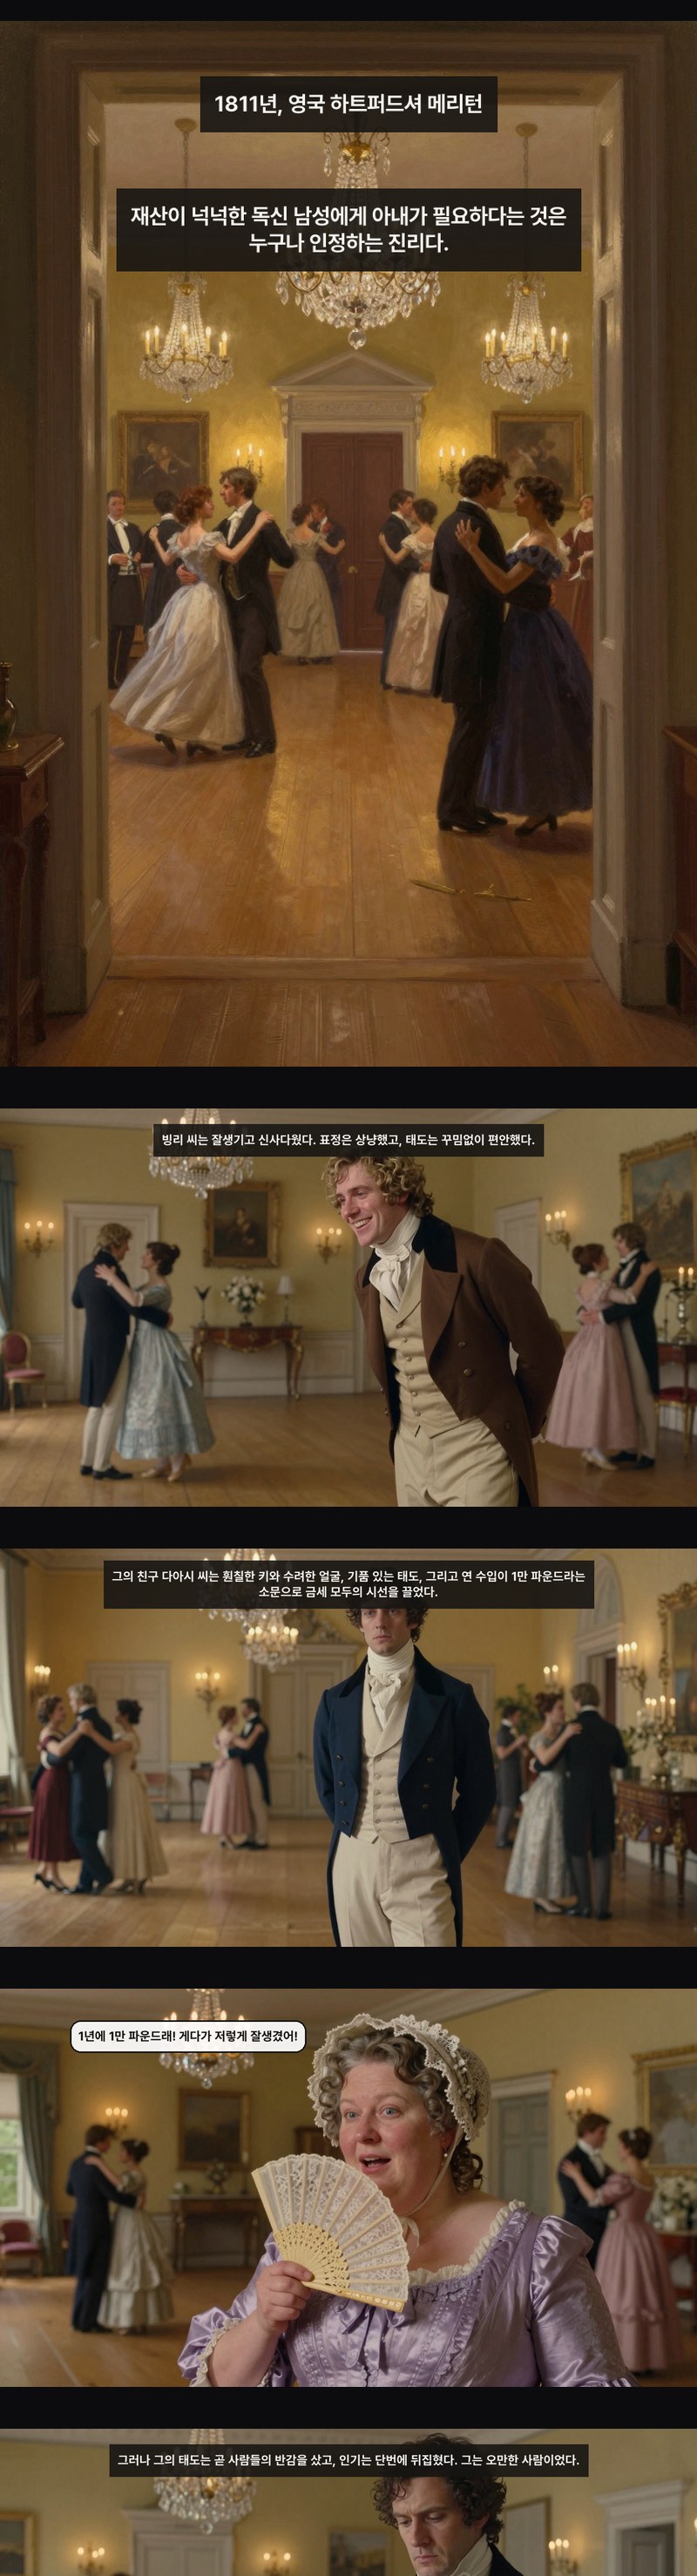 1811년, 영국 하트퍼드셔 메리턴
재산이 넉넉한 독신 남성에게 아내가 필요하다는 것은
누구나 인정하는 진리다.
빙리 씨는 잘생기고 신사다웠다. 표정은 상냥했고, 태도는 꾸밈없이 편안했다.
그의 친구 다아시 씨는 훤칠한 키와 수려한 얼굴, 기품 있는 태도, 그리고 연 수입이 1만 파운드라는
소문으로 금세 모두의 시선을 끌었다.
1년에 1만 파운드래! 게다가 저렇게 잘생겼어!
그러나 그의 태도는 곧 사람들의 반감을 샀고, 인기는 단번에 뒤집혔다. 그는 오만한 사람이었다.